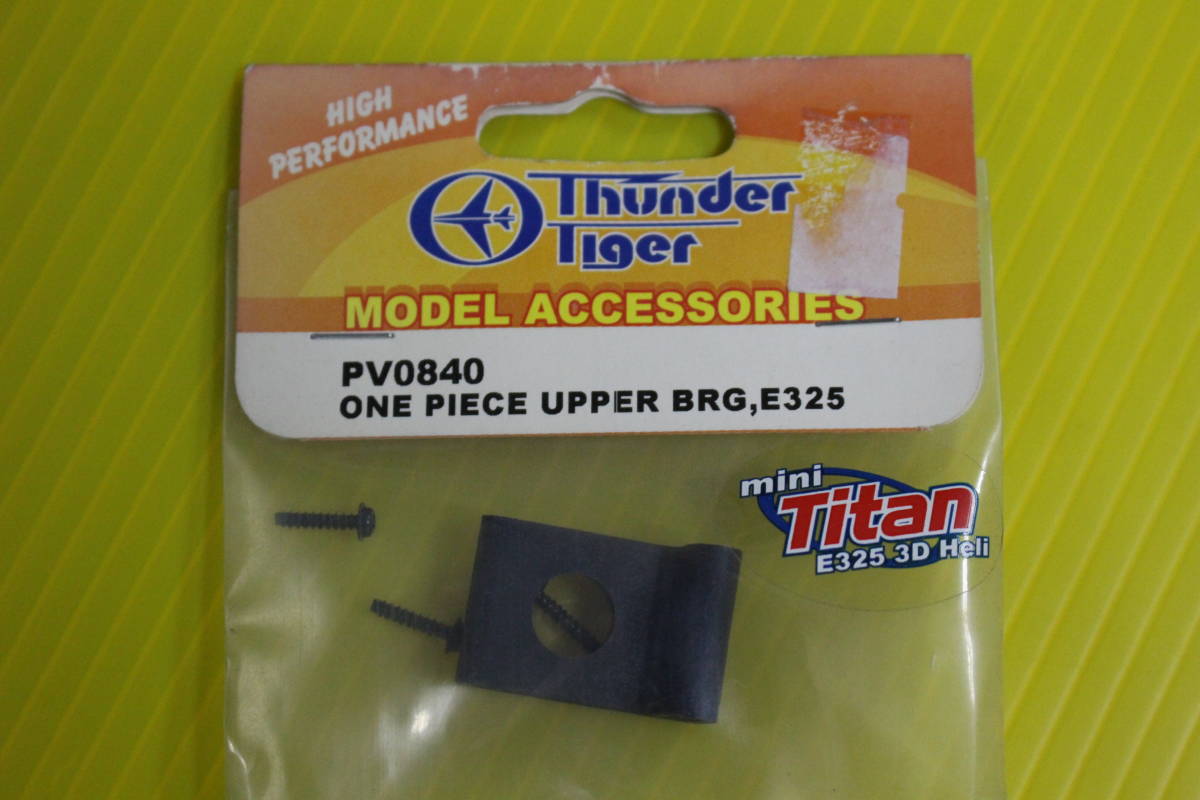 HIGH
PERFORMANCE
Thunder
Tiger
MODEL ACCESSORIES
PV0840
ONE PIECE UPPER BRG,E325
mini
Titan
E325 3D Heli